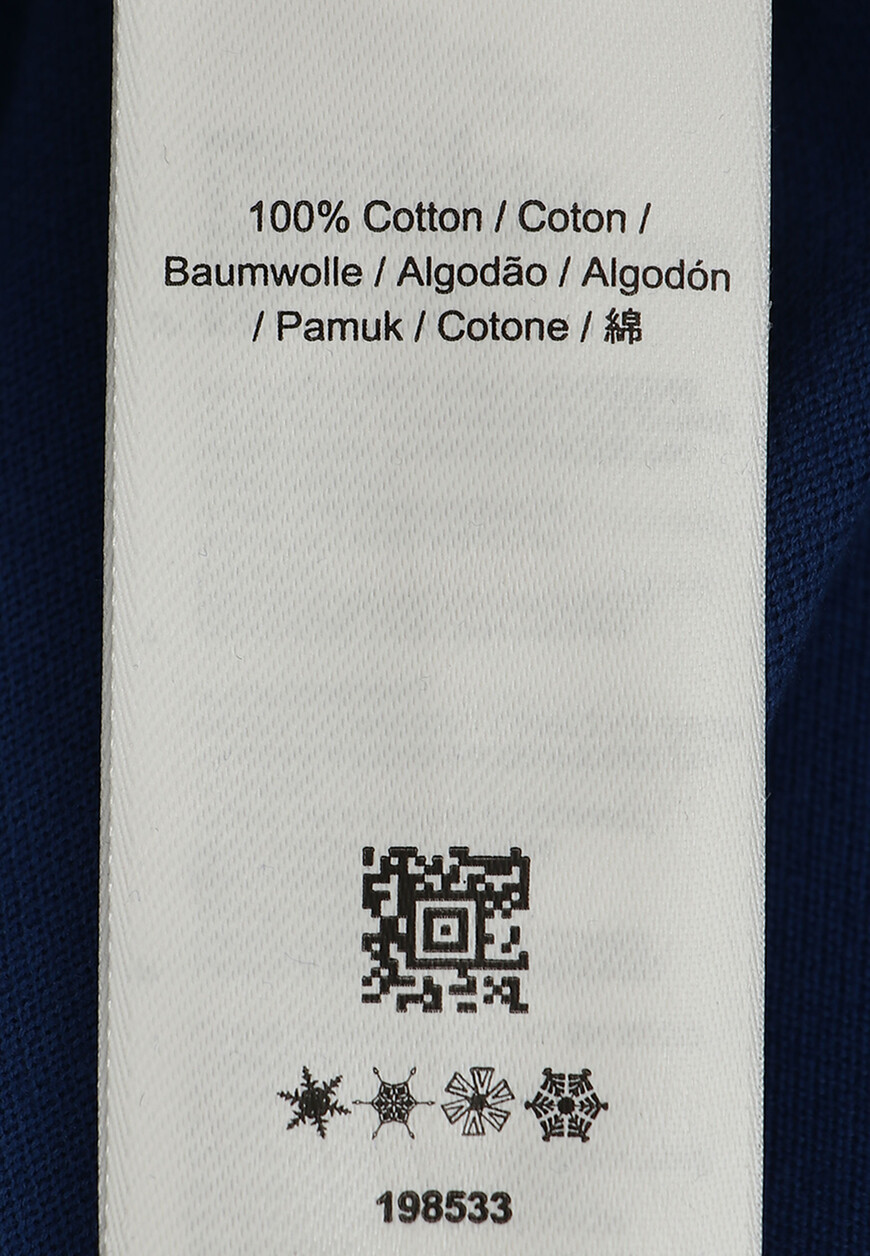 100% Cotton / Coton /
Baumwolle / Algodão / Algodón
/ Pamuk / Cotone / 綿
198533